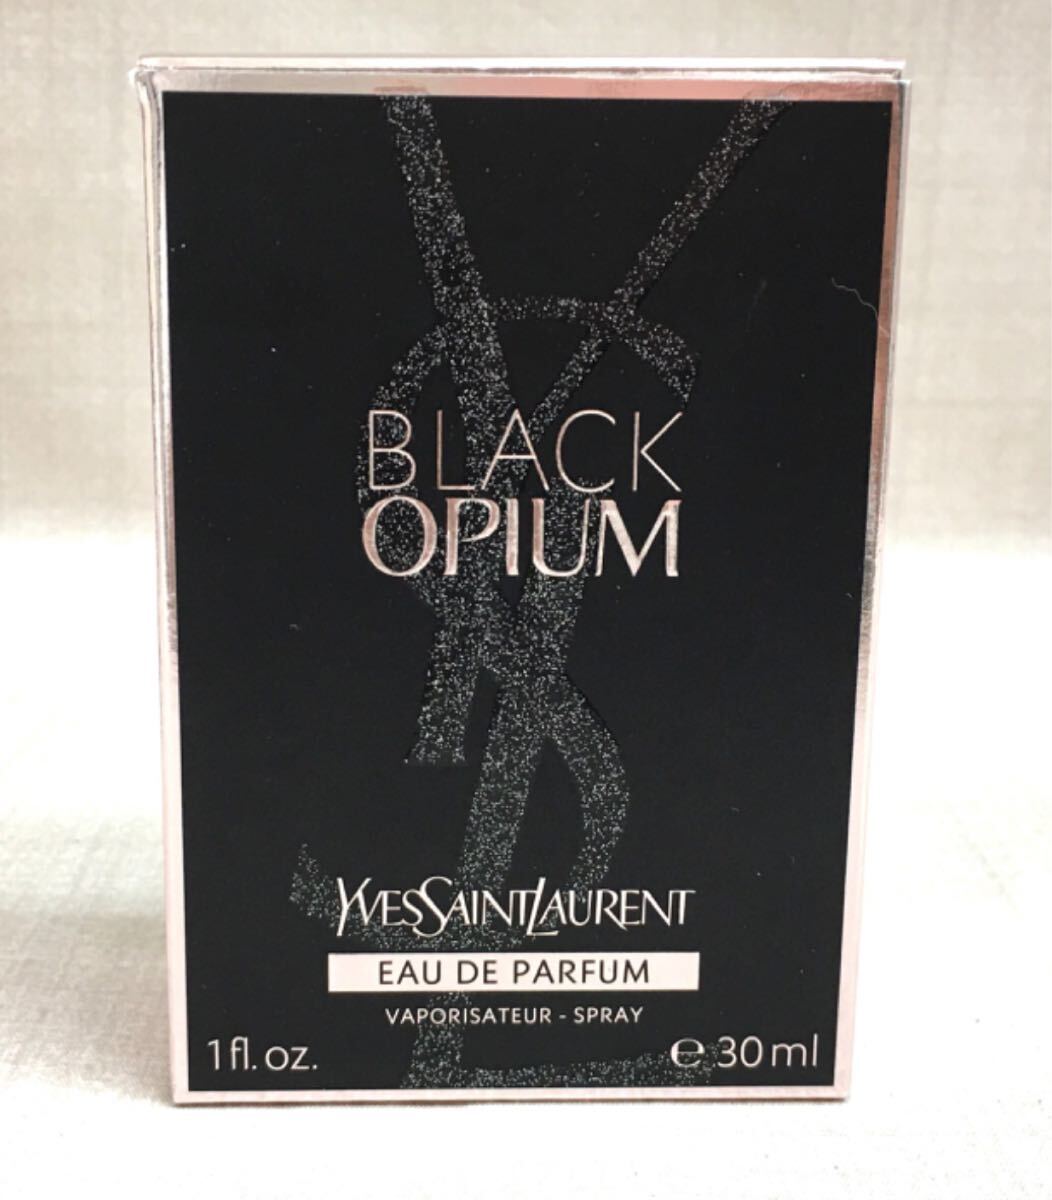 BLACK
OPIUM
YVESSAINTLAURENT
EAU DE PARFUM
VAPORISATEUR - SPRAY
1 fl. oz. ℮ 30 ml